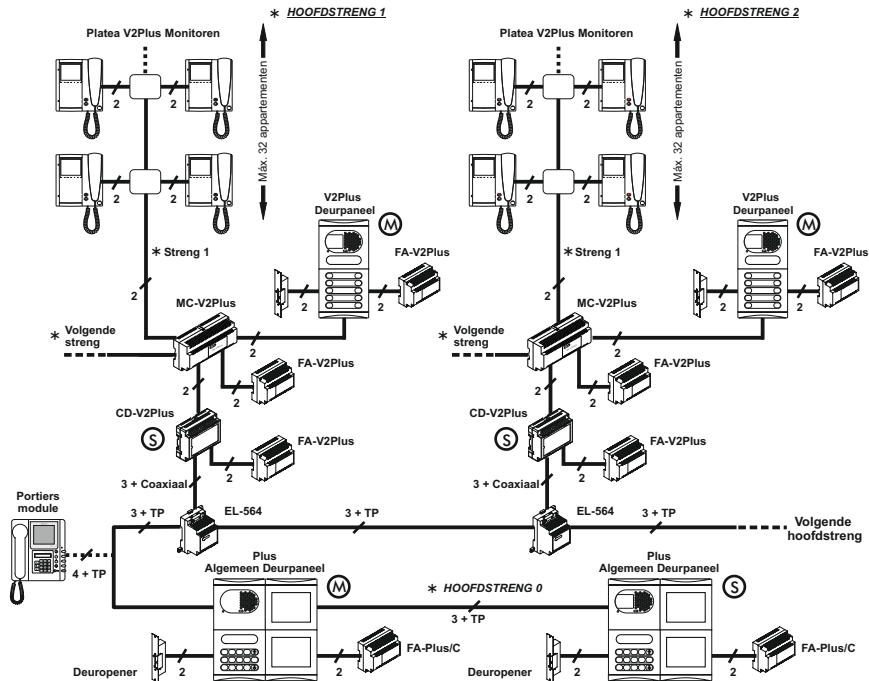 * HOOFDSTRENG 1
Platea V2Plus Monitoren
2
2
2
2
Máx. 32 appartementen
V2Plus
Deurpaneel
M
* Streng 1
2
FA-V2Plus
2
2
MC-V2Plus
* Volgende
streng
2
FA-V2Plus
2
2
CD-V2Plus
S
FA-V2Plus
2
3 + Coaxiaal
* HOOFDSTRENG 2
Platea V2Plus Monitoren
2
2
2
2
Máx. 32 appartementen
V2Plus
Deurpaneel
M
* Streng 1
2
FA-V2Plus
2
2
MC-V2Plus
* Volgende
streng
2
FA-V2Plus
2
2
CD-V2Plus
S
FA-V2Plus
2
3 + Coaxiaal
Portiers
module
4 + TP
3 + TP
EL-564
3 + TP
EL-564
3 + TP
Volgende
hoofdstreng
Plus
Algemeen Deurpaneel
M
* HOOFDSTRENG 0
3 + TP
Plus
Algemeen Deurpaneel
S
Deuropener
2
2
FA-Plus/C
Deuropener
2
2
FA-Plus/C